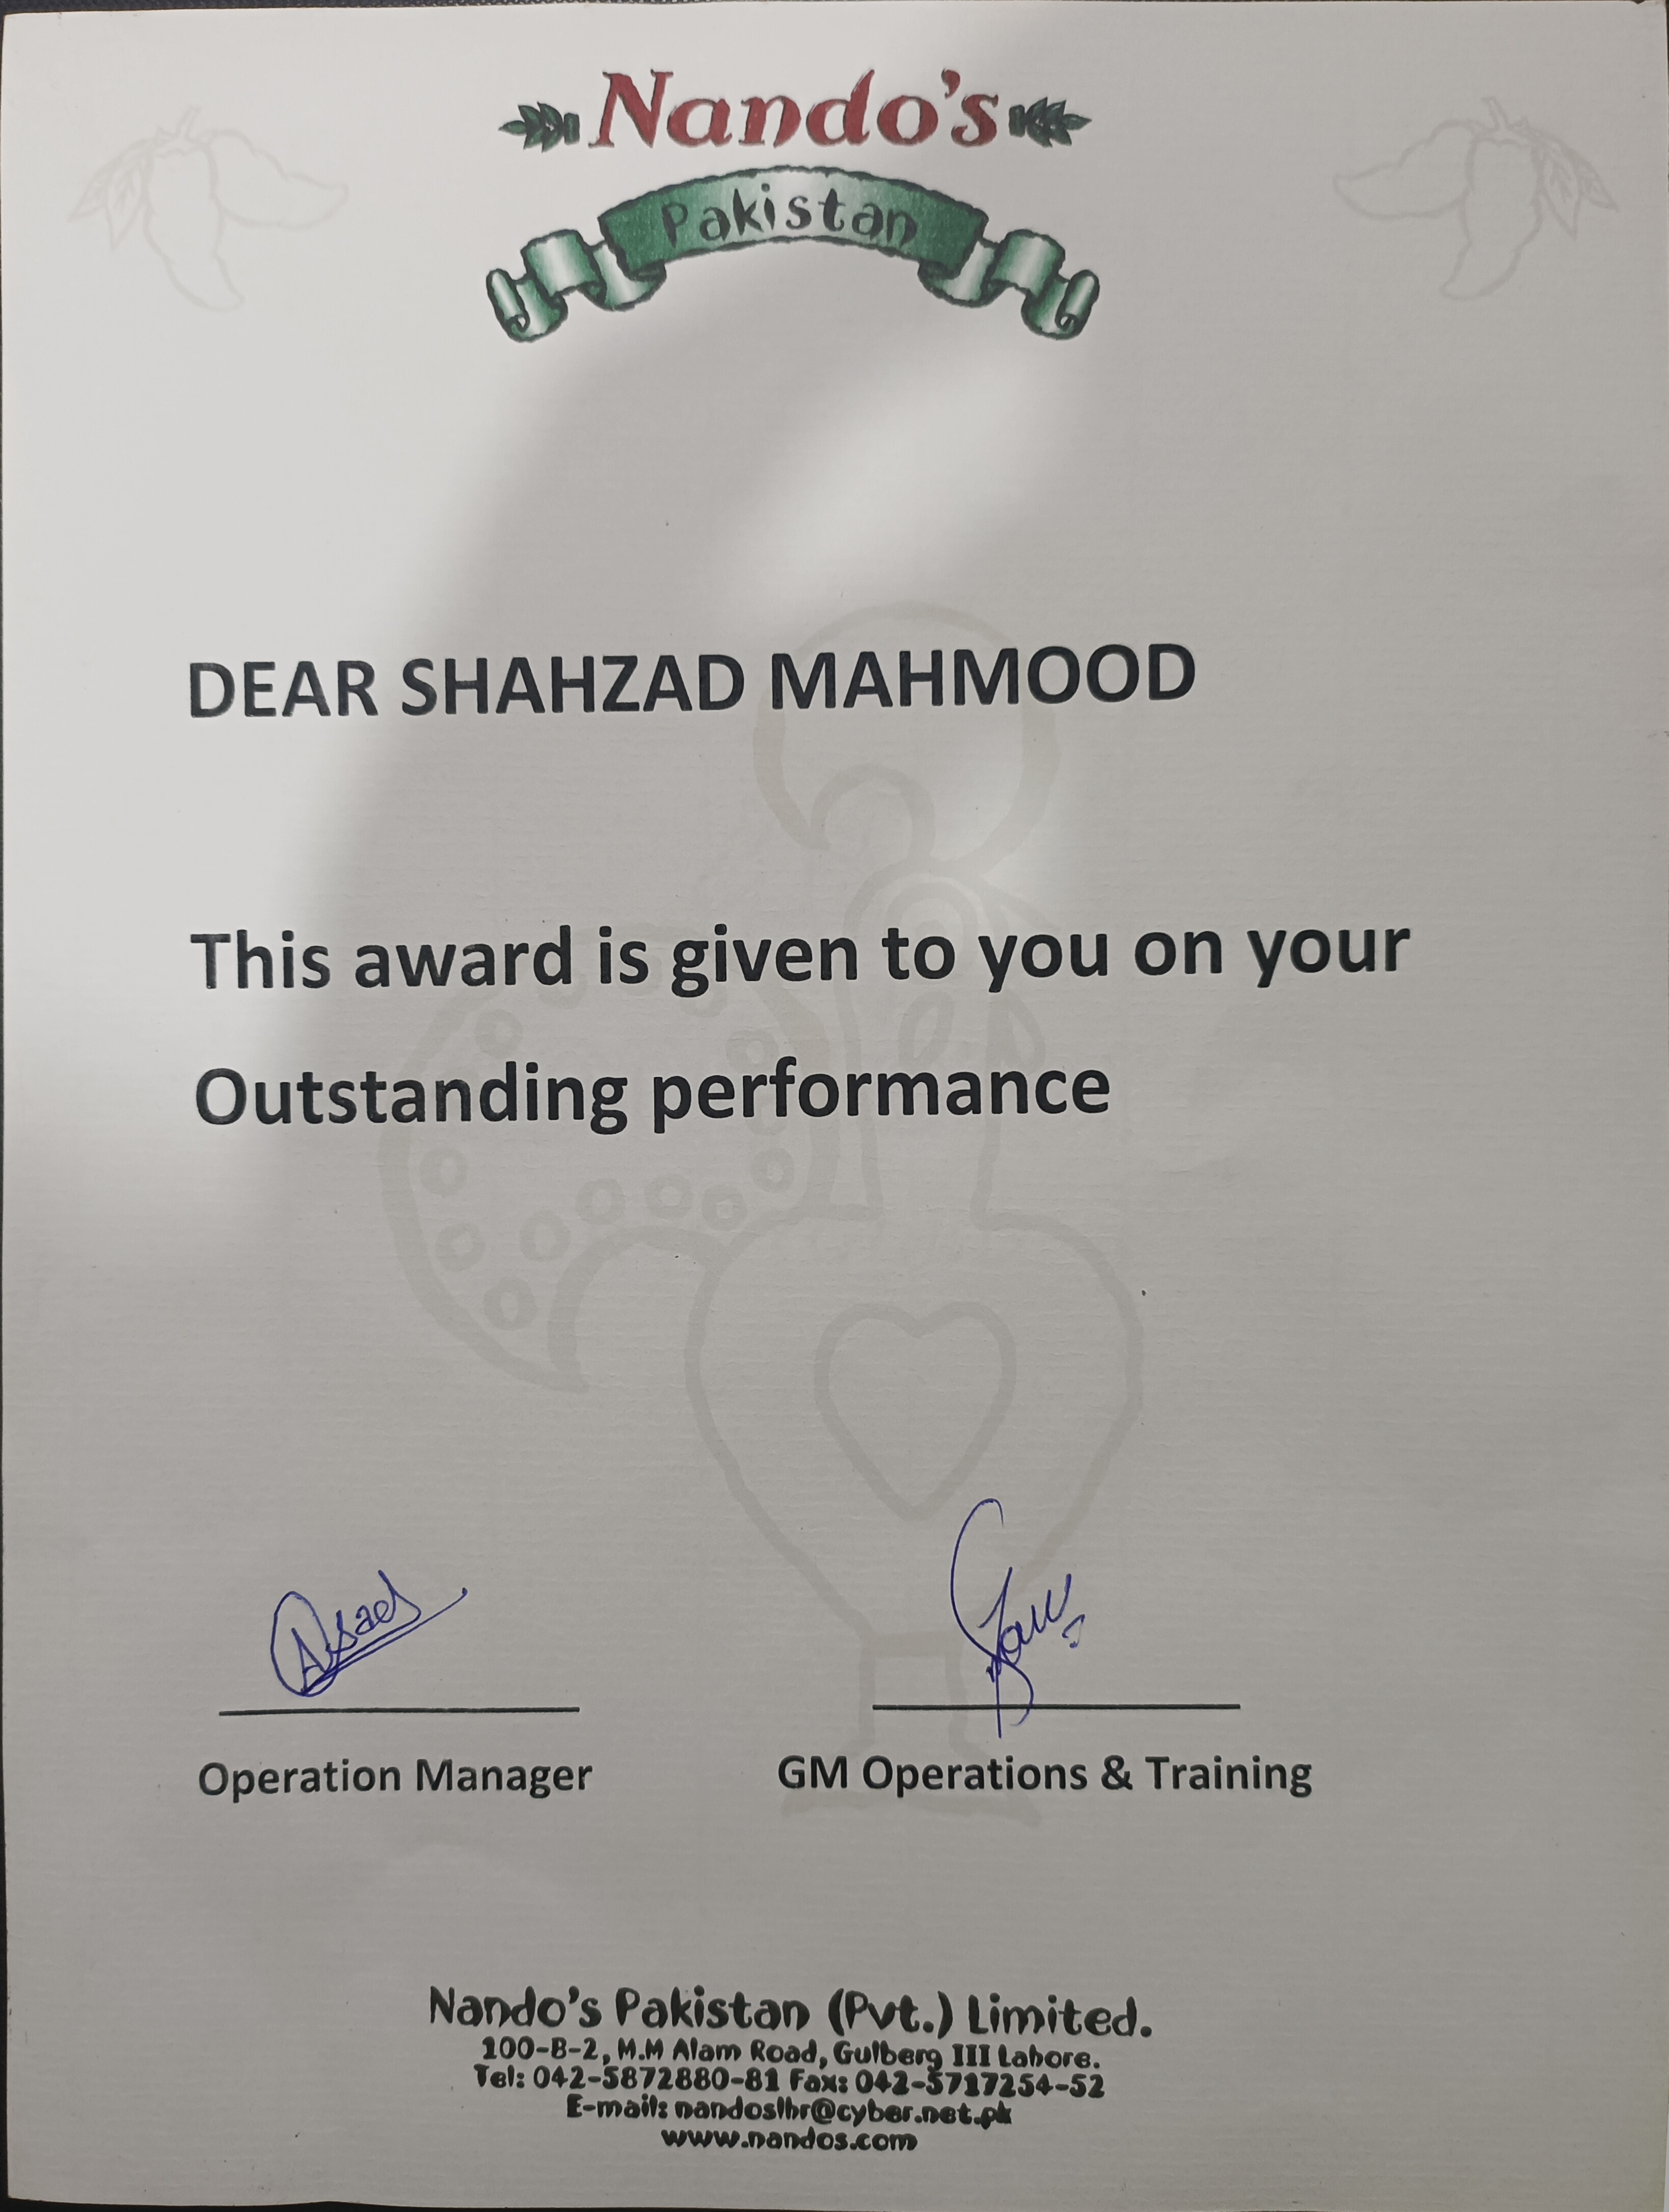 Nando's
Pakistan
DEAR SHAHZAD MAHMOOD
This award is given to you on your
Outstanding performance
Asad
Operation Manager
GM Operations & Training
Nando's Pakistan (Pvt.) Limited.
100-B-2, M.M Alam Road, Gulberg III Lahore.
Tel: 042-5872880-81 Fax: 042-5717254-52
E-mail: nandoslhr@cyber.net.pk
www.nandos.com